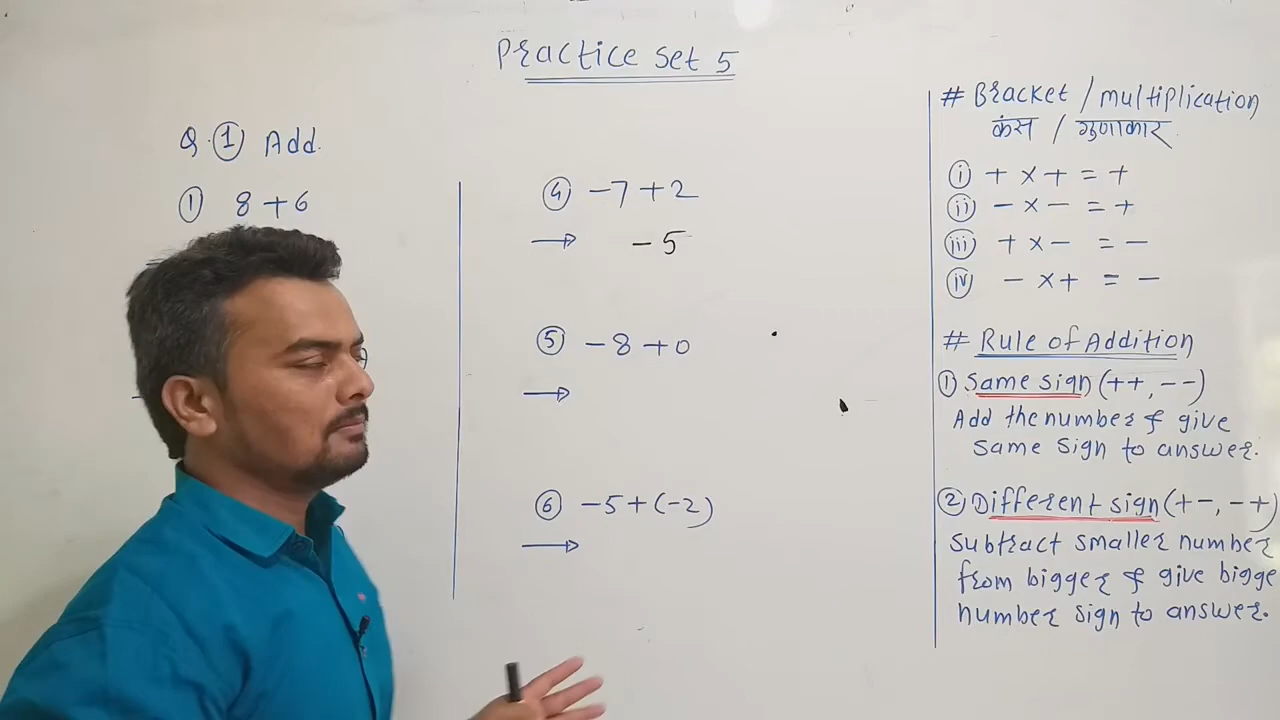 Practice Set 5
Q.① Add.
① 8+6
④ -7+2
→ -5
⑤ -8+0
→
⑥ -5+(-2)
→
# Bracket / multiplication
कंस / गुणाकार
ⅰ + × + = +
ⅱ - × - = +
ⅲ + × - = -
ⅳ - × + = -
# Rule of Addition
① Same sign (++, --)
Add the number & give
same sign to answer.
② Different sign (+-, -+)
Subtract smaller number
from bigger & give bigge
number sign to answer.